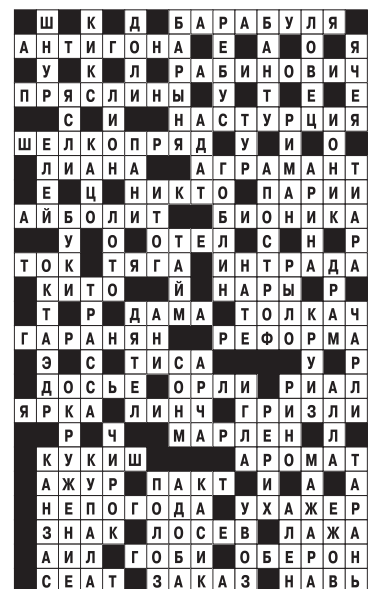 Ш К Д БАРАБУЛЯ
АНТИГОНА Е А О Я
У К Л РАБИНОВИЧ
ПРЯСЛИНЫ У Т Е Е
С И НАСТУРЦИЯ
ШЕЛКОПРЯД У И О
ЛИАНА АГРАМАНТ
Е Ц НИКТО ПАРИИ
АЙБОЛИТ БИОНИКА
У О ОТЕЛ С Н Р
ТОК ТЯГА ИНТРАДА
КИТО Й НАРЫ Р
Т Р ДАМА ТОЛКАЧ
ГАРАНЯН РЕФОРМА
Э С ТИСА У Р
ДОСЬЕ ОРЛИ РИАЛ
ЯРКА ЛИНЧ ГРИЗЛИ
Р Ч МАРЛЕН Л
КУКИШ АРОМАТ
АЖУР ПАКТ И А А
НЕПОГОДА УХАЖЕР
ЗНАК ЛОСЕВ ЛАЖА
АИЛ ГОБИ ОБЕРОН
СЕАТ ЗАКАЗ НАВЬ